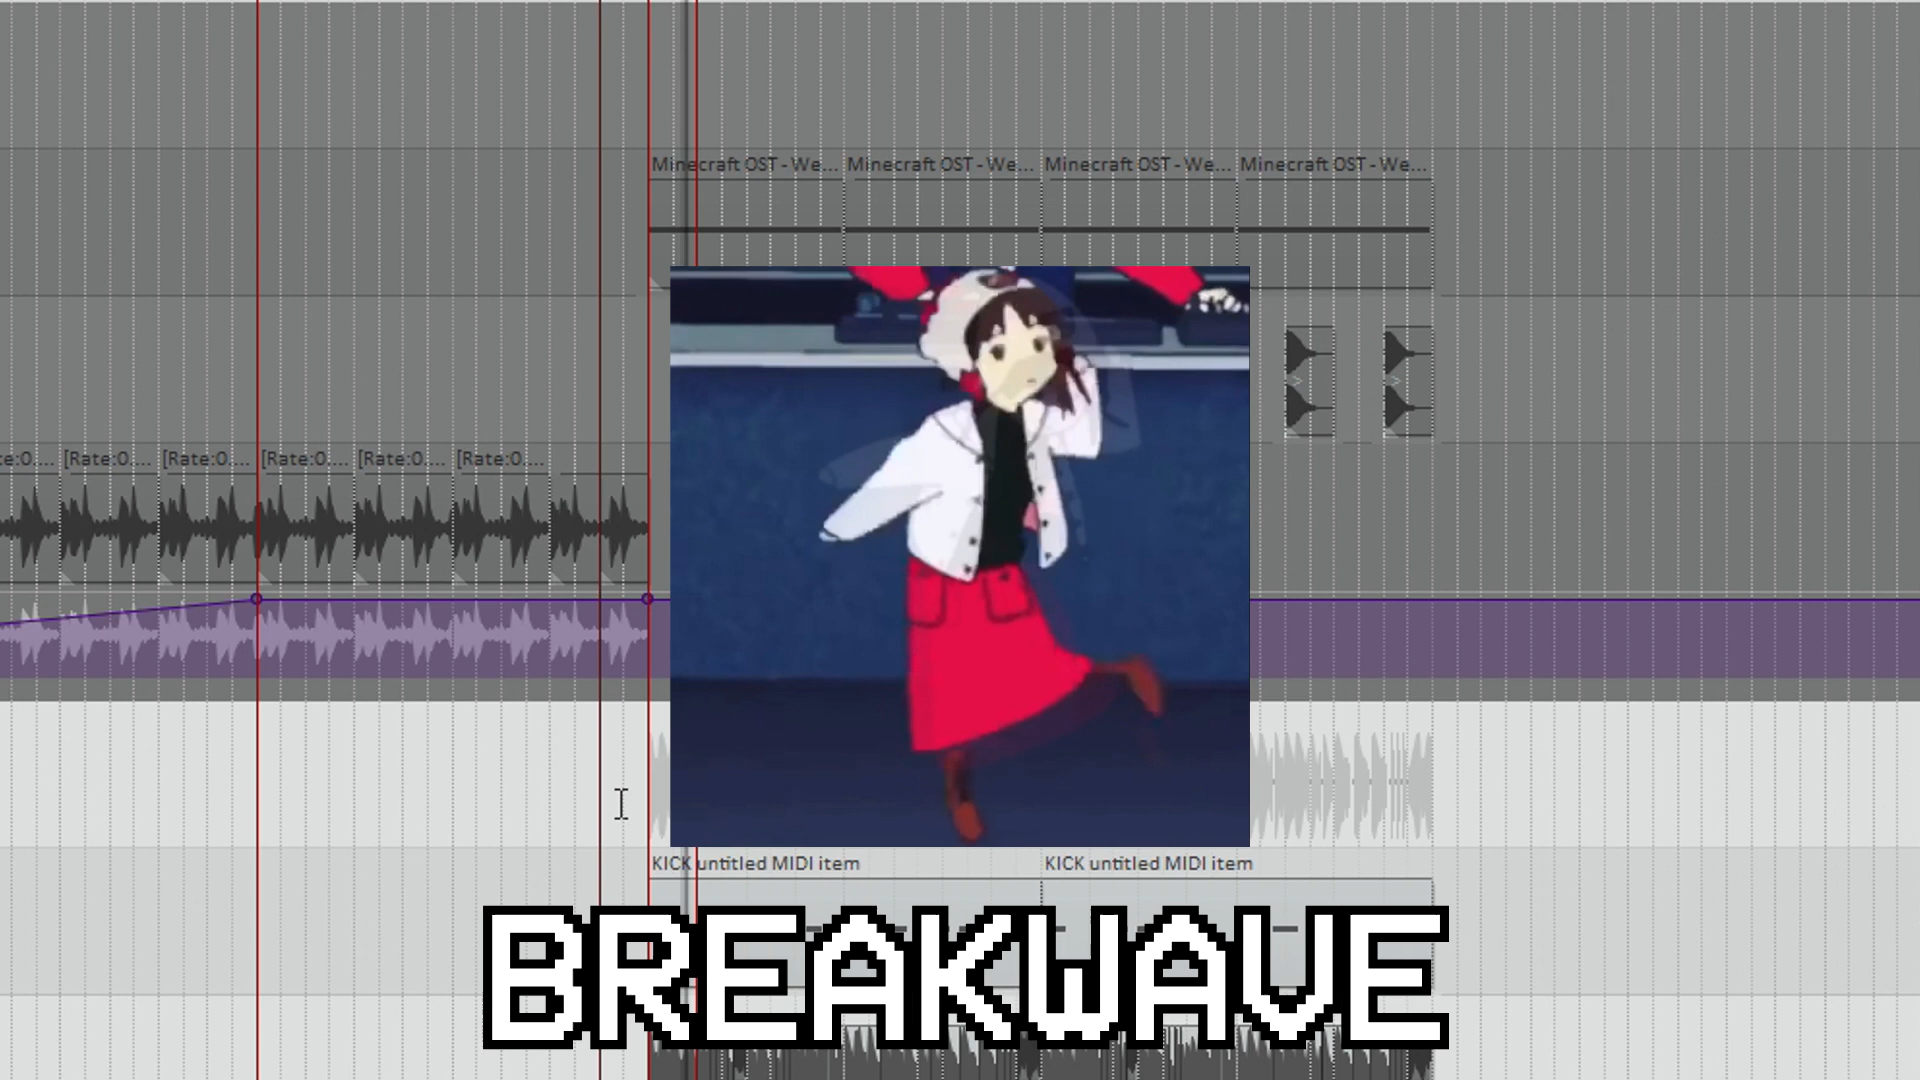 Minecraft OST - We... Minecraft OST - We... Minecraft OST - We... Minecraft OST - We...
te:0.... [Rate:0.... [Rate:0.... [Rate:0.... [Rate:0.... [Rate:0....
KICK untitled MIDI item KICK untitled MIDI item
BREAKWAVE